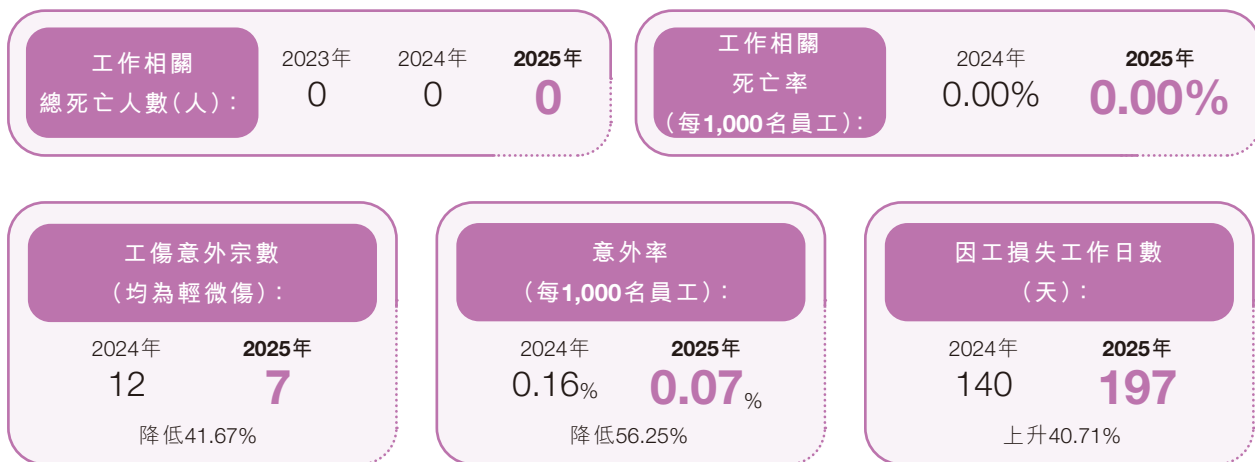 工作相關
總死亡人數(人)：
2023年
2024年
2025年
0
0
0
工作相關
死亡率
(每1,000名員工)：
2024年
2025年
0.00%
0.00%
工傷意外宗數
(均為輕微傷)：
2024年
2025年
12
7
降低41.67%
意外率
(每1,000名員工)：
2024年
2025年
0.16%
0.07%
降低56.25%
因工損失工作日數
(天)：
2024年
2025年
140
197
上升40.71%